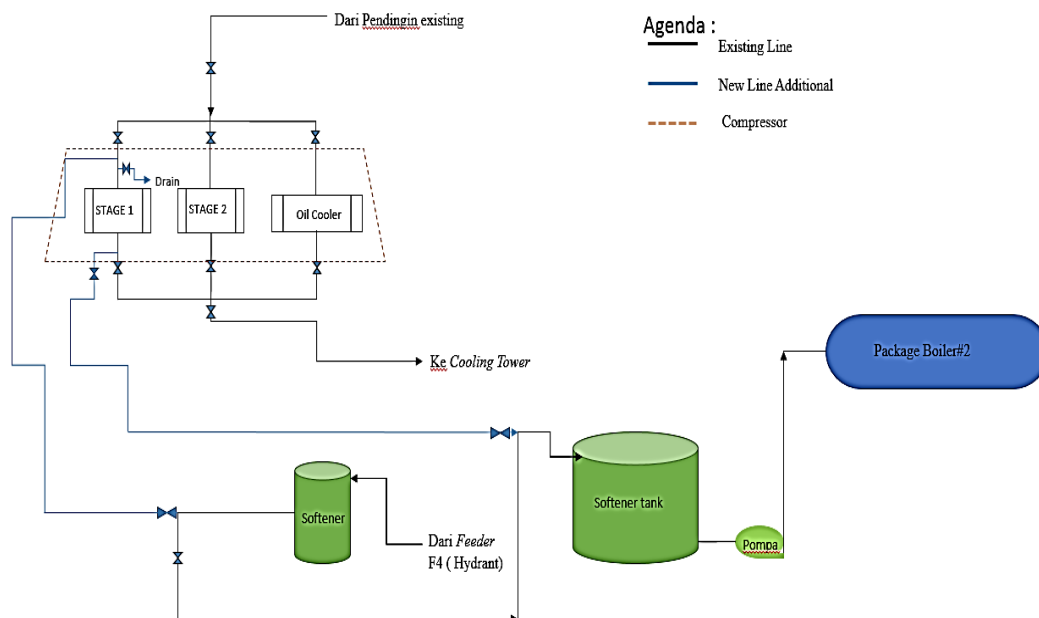 Dari Pendingin existing
Agenda :
Existing Line
New Line Additional
Compressor
Drain
STAGE 1
STAGE 2
Oil Cooler
Ke Cooling Tower
Package Boiler#2
Softener
Softener tank
Dari Feeder
F4 ( Hydrant)
Pompa